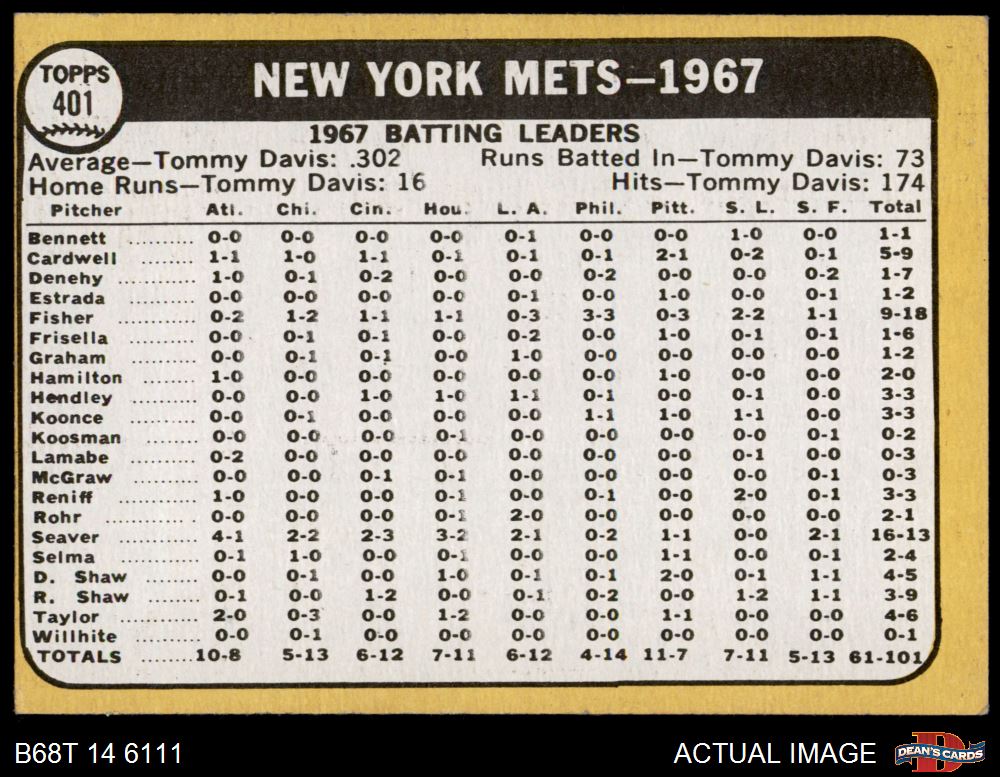 TOPPS
401
NEW YORK METS—1967
1967 BATTING LEADERS
Average—Tommy Davis: .302 Runs Batted In—Tommy Davis: 73
Home Runs—Tommy Davis: 16 Hits—Tommy Davis: 174
Pitcher Atl. Chi. Cin. Hou. L. A. Phil. Pitt. S. L. S. F. Total
Bennett .......... 0-0 0-0 0-0 0-0 0-1 0-0 0-0 1-0 0-0 1-1
Cardwell ....... 1-1 1-0 1-1 0-1 0-1 0-1 2-1 0-2 0-1 5-9
Denehy ........... 1-0 0-1 0-2 0-0 0-0 0-2 0-0 0-2 0-0 1-7
Estrada ........... 0-0 0-0 0-0 0-0 0-1 0-0 1-0 0-0 0-1 1-2
Fisher ........... 0-2 1-2 1-1 1-1 0-3 3-3 0-3 2-2 1-1 9-18
Frisella ........... 0-0 0-1 0-1 0-0 0-2 0-0 1-0 0-1 0-1 1-6
Graham ........... 0-0 0-1 0-1 0-0 1-0 0-0 0-0 0-0 0-0 1-2
Hamilton ....... 1-0 0-0 0-0 0-0 0-0 0-0 1-0 0-0 0-0 2-0
Hendley ......... 0-0 0-0 1-0 1-0 1-1 0-1 0-0 0-1 0-0 3-3
Koonce ........... 0-0 0-1 0-0 0-0 0-0 1-1 1-0 1-1 0-0 3-3
Koosman ....... 0-0 0-0 0-0 0-1 0-0 0-0 0-0 0-0 0-1 0-2
Lamabe ........... 0-2 0-0 0-0 0-0 0-0 0-0 0-0 0-1 0-0 0-3
McGraw ......... 0-0 0-0 0-1 0-1 0-0 0-0 0-0 0-0 0-1 0-3
Reniff ........... 1-0 0-0 0-0 0-1 0-0 0-1 0-0 2-0 0-1 3-3
Rohr ............. 0-0 0-0 0-0 0-1 2-0 0-0 0-0 0-0 0-0 2-1
Seaver ........... 4-1 2-2 2-3 3-2 2-1 0-2 1-1 0-0 2-1 16-13
Selma ............. 0-1 1-0 0-0 0-1 0-0 0-0 1-1 0-0 0-1 2-4
D. Shaw ....... 0-0 0-1 0-0 1-0 0-1 0-1 2-0 0-1 1-1 4-5
R. Shaw ....... 0-1 0-0 1-2 0-0 0-1 0-2 0-0 1-2 1-1 3-9
Taylor ........... 2-0 0-3 0-0 1-2 0-0 0-0 1-1 0-0 0-0 4-6
Willhite ......... 0-0 0-1 0-0 0-0 0-0 0-0 0-0 0-0 0-0 0-1
TOTALS ....... 10-8 5-13 6-12 7-11 6-12 4-14 11-7 7-11 5-13 61-101
B68T 14 6111 ACTUAL IMAGE D DEAN'S CARDS